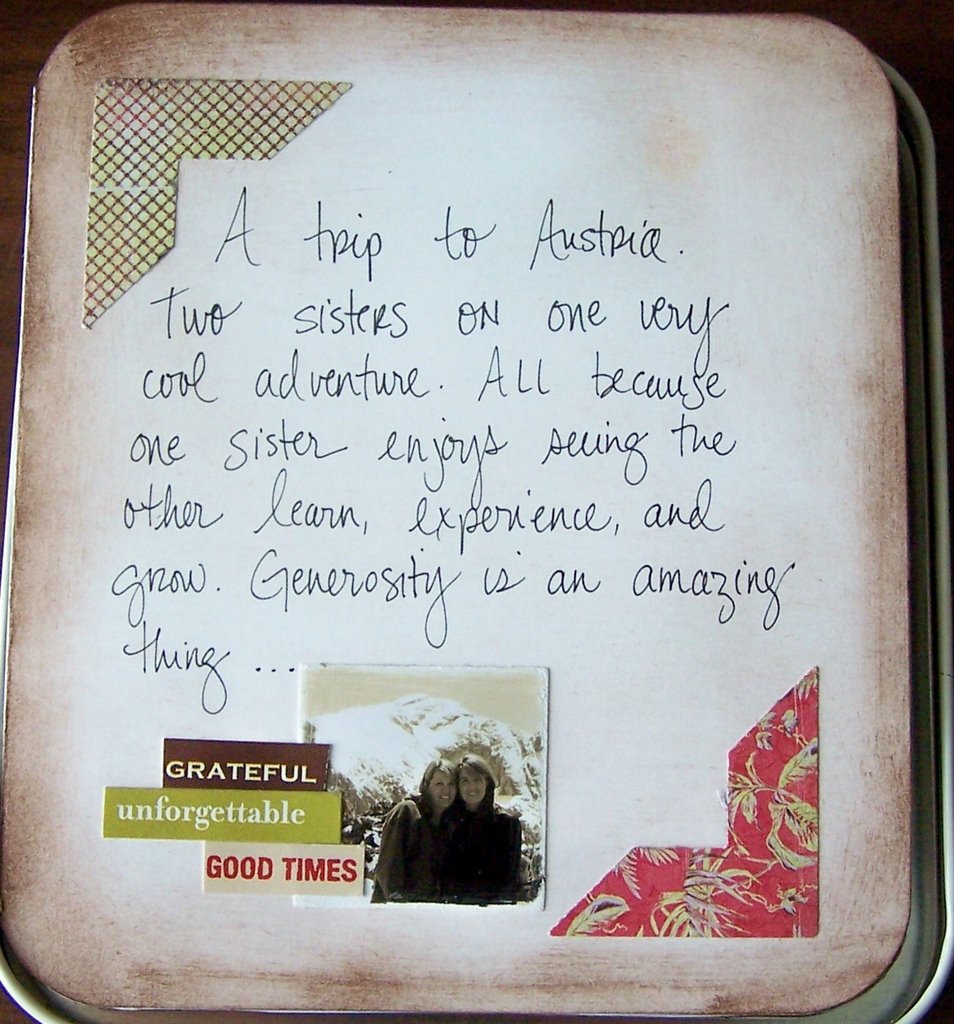 A trip to Austria.
Two sisters on one very
cool adventure. All because
one sister enjoys seeing the
other learn, experience, and
grow. Generosity is an amazing
thing ...
GRATEFUL
unforgettable
GOOD TIMES